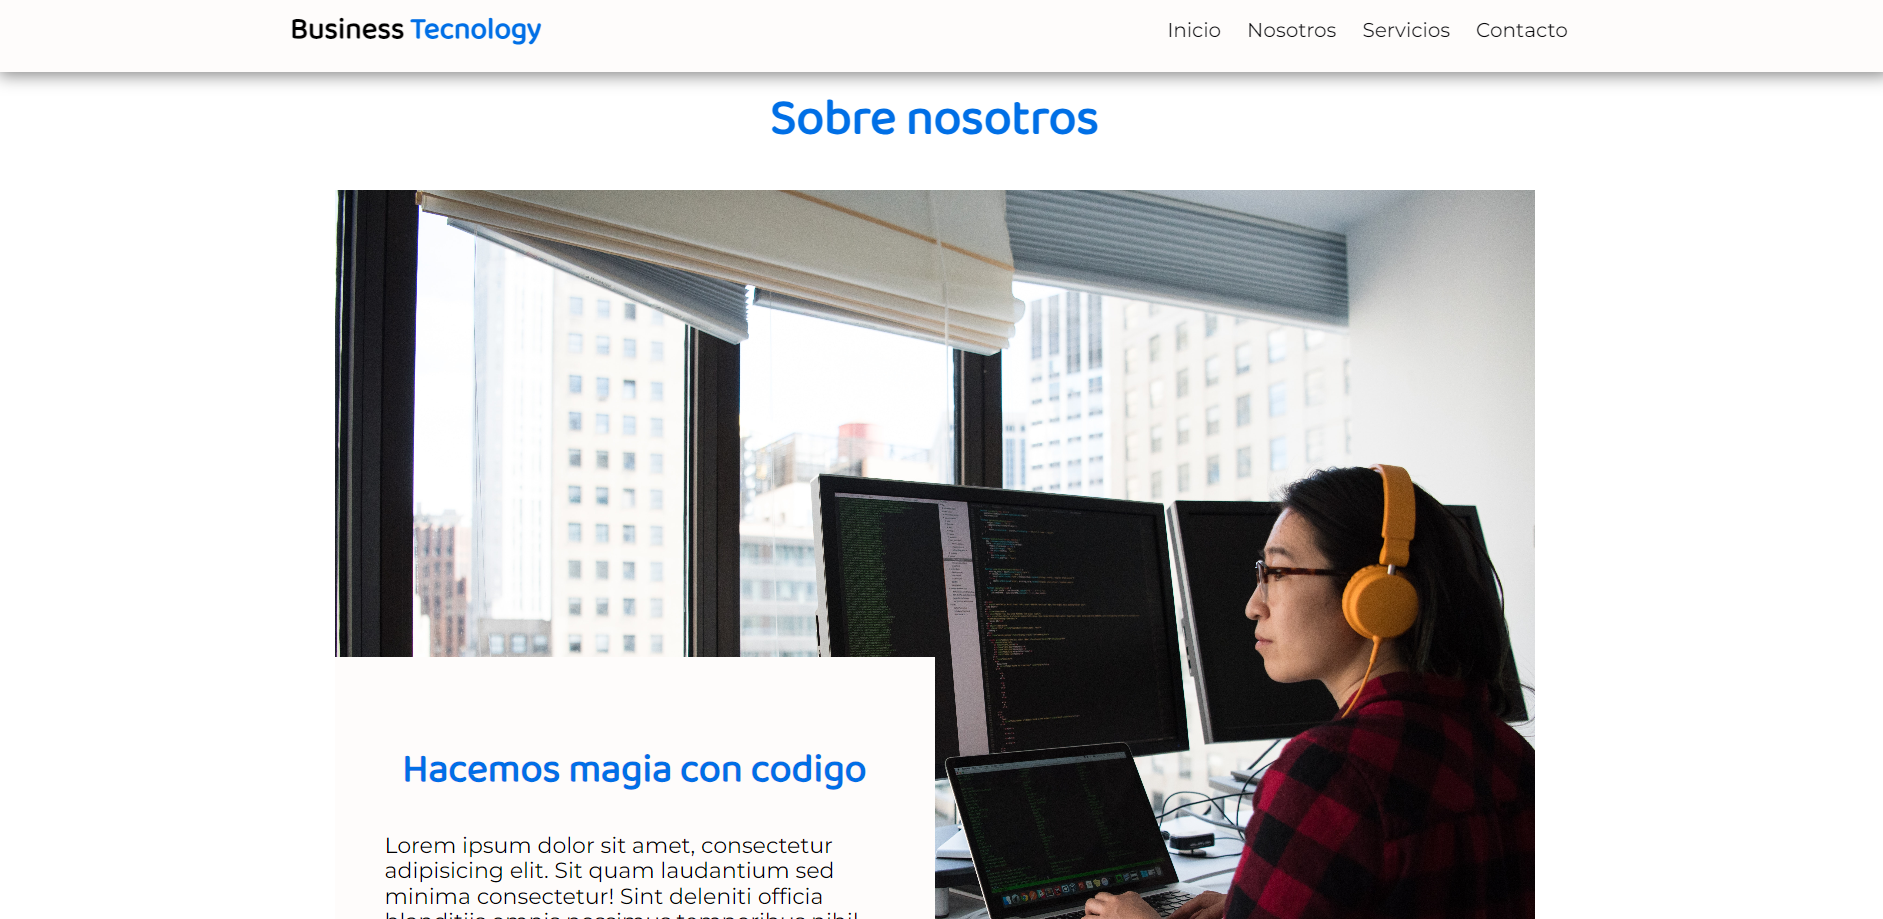 Business Tecnology
Inicio Nosotros Servicios Contacto
Sobre nosotros
Hacemos magia con codigo
Lorem ipsum dolor sit amet, consectetur
adipisicing elit. Sit quam laudantium sed
minima consectetur! Sint deleniti officia